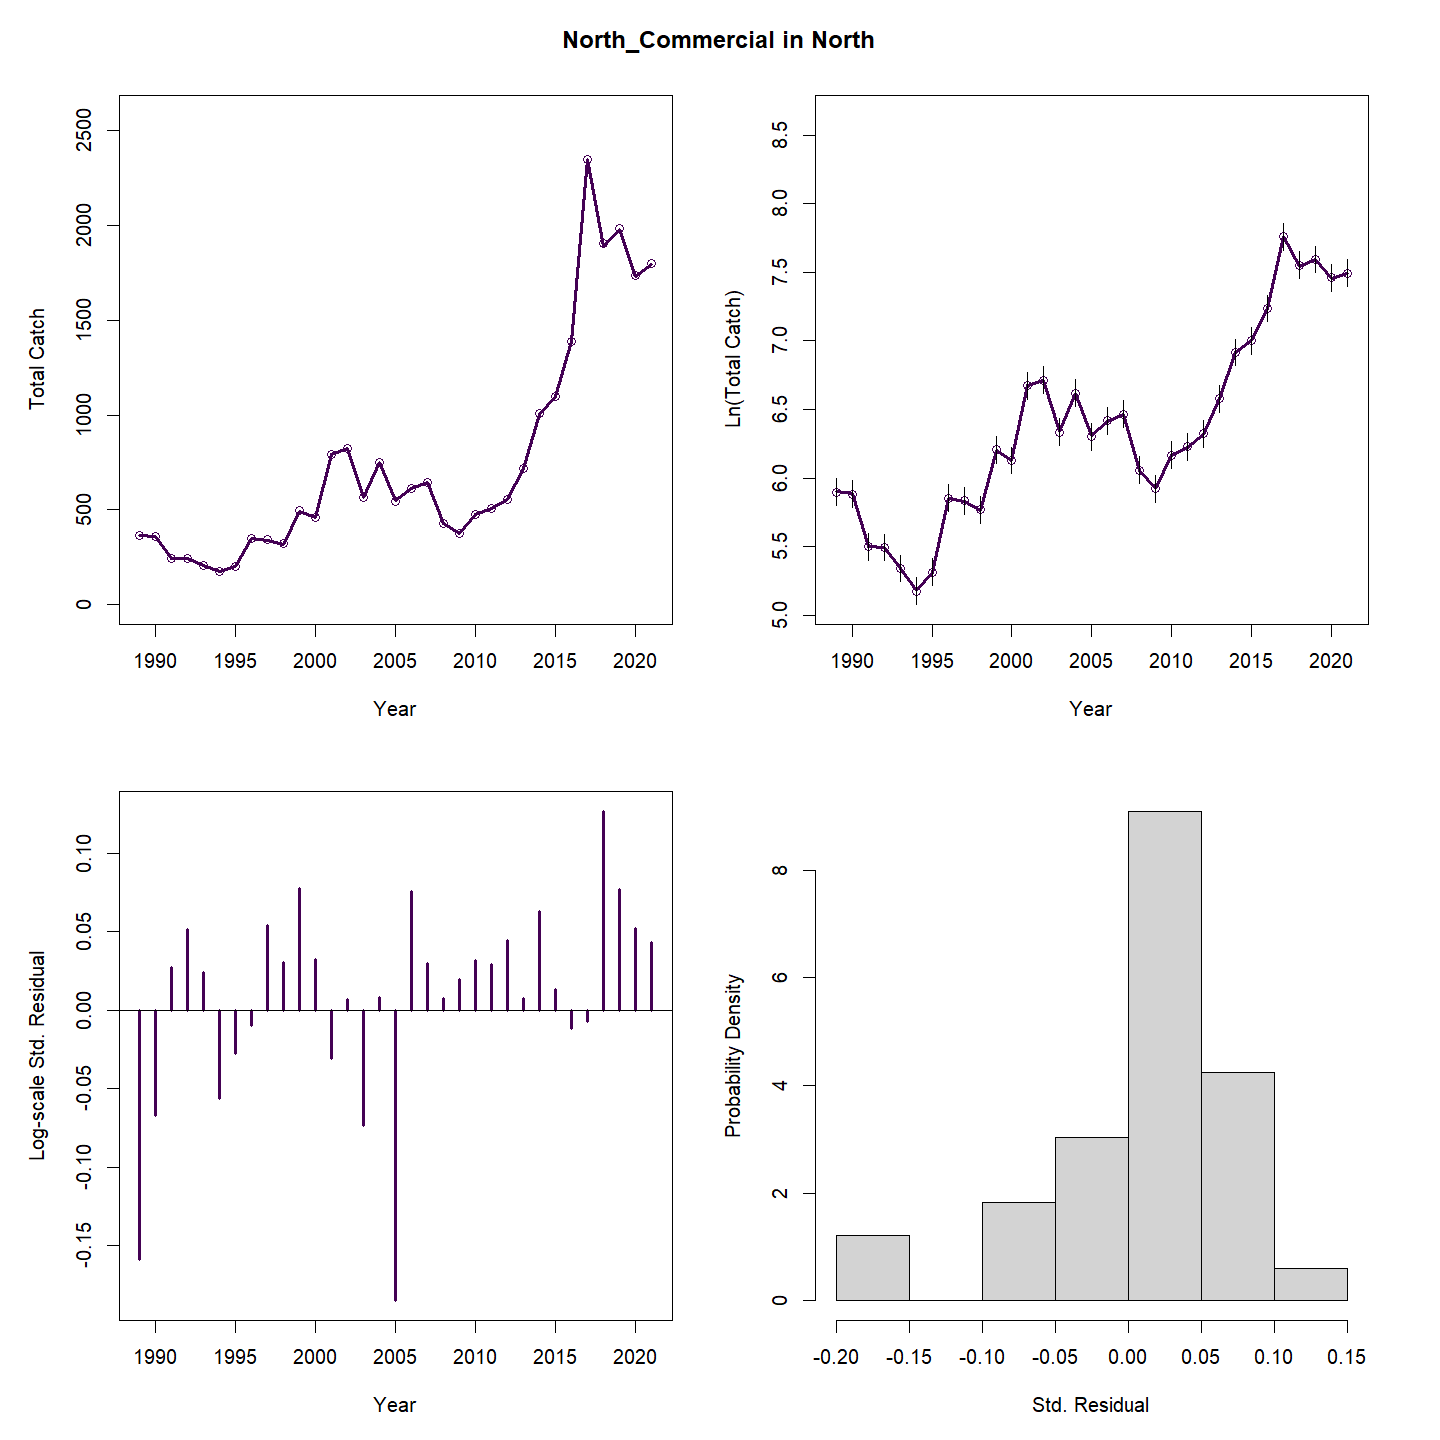 North_Commercial in North
Total Catch
0 500 1000 1500 2000 2500
1990 1995 2000 2005 2010 2015 2020
Year
Ln(Total Catch)
5.0 5.5 6.0 6.5 7.0 7.5 8.0 8.5
1990 1995 2000 2005 2010 2015 2020
Year
Log-scale Std. Residual
-0.15 -0.10 -0.05 0.00 0.05 0.10
1990 1995 2000 2005 2010 2015 2020
Year
Probability Density
0 2 4 6 8
-0.20 -0.15 -0.10 -0.05 0.00 0.05 0.10 0.15
Std. Residual